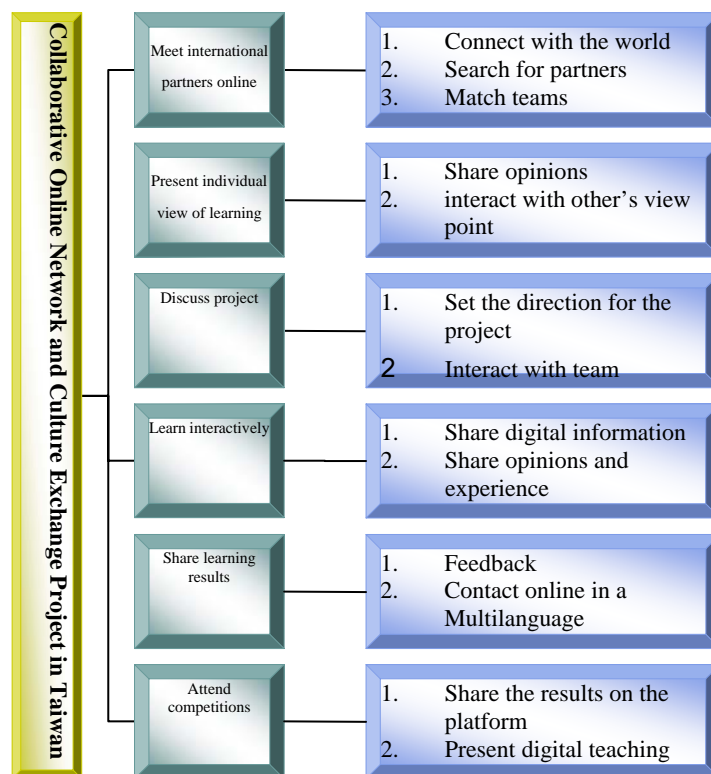 Collaborative Online Network and Culture Exchange Project in Taiwan
Meet international
partners online
1. Connect with the world
2. Search for partners
3. Match teams
Present individual
view of learning
1. Share opinions
2. interact with other's view
point
Discuss project
1. Set the direction for the
project
2 Interact with team
Learn interactively
1. Share digital information
2. Share opinions and
experience
Share learning
results
1. Feedback
2. Contact online in a
Multilanguage
Attend
competitions
1. Share the results on the
platform
2. Present digital teaching